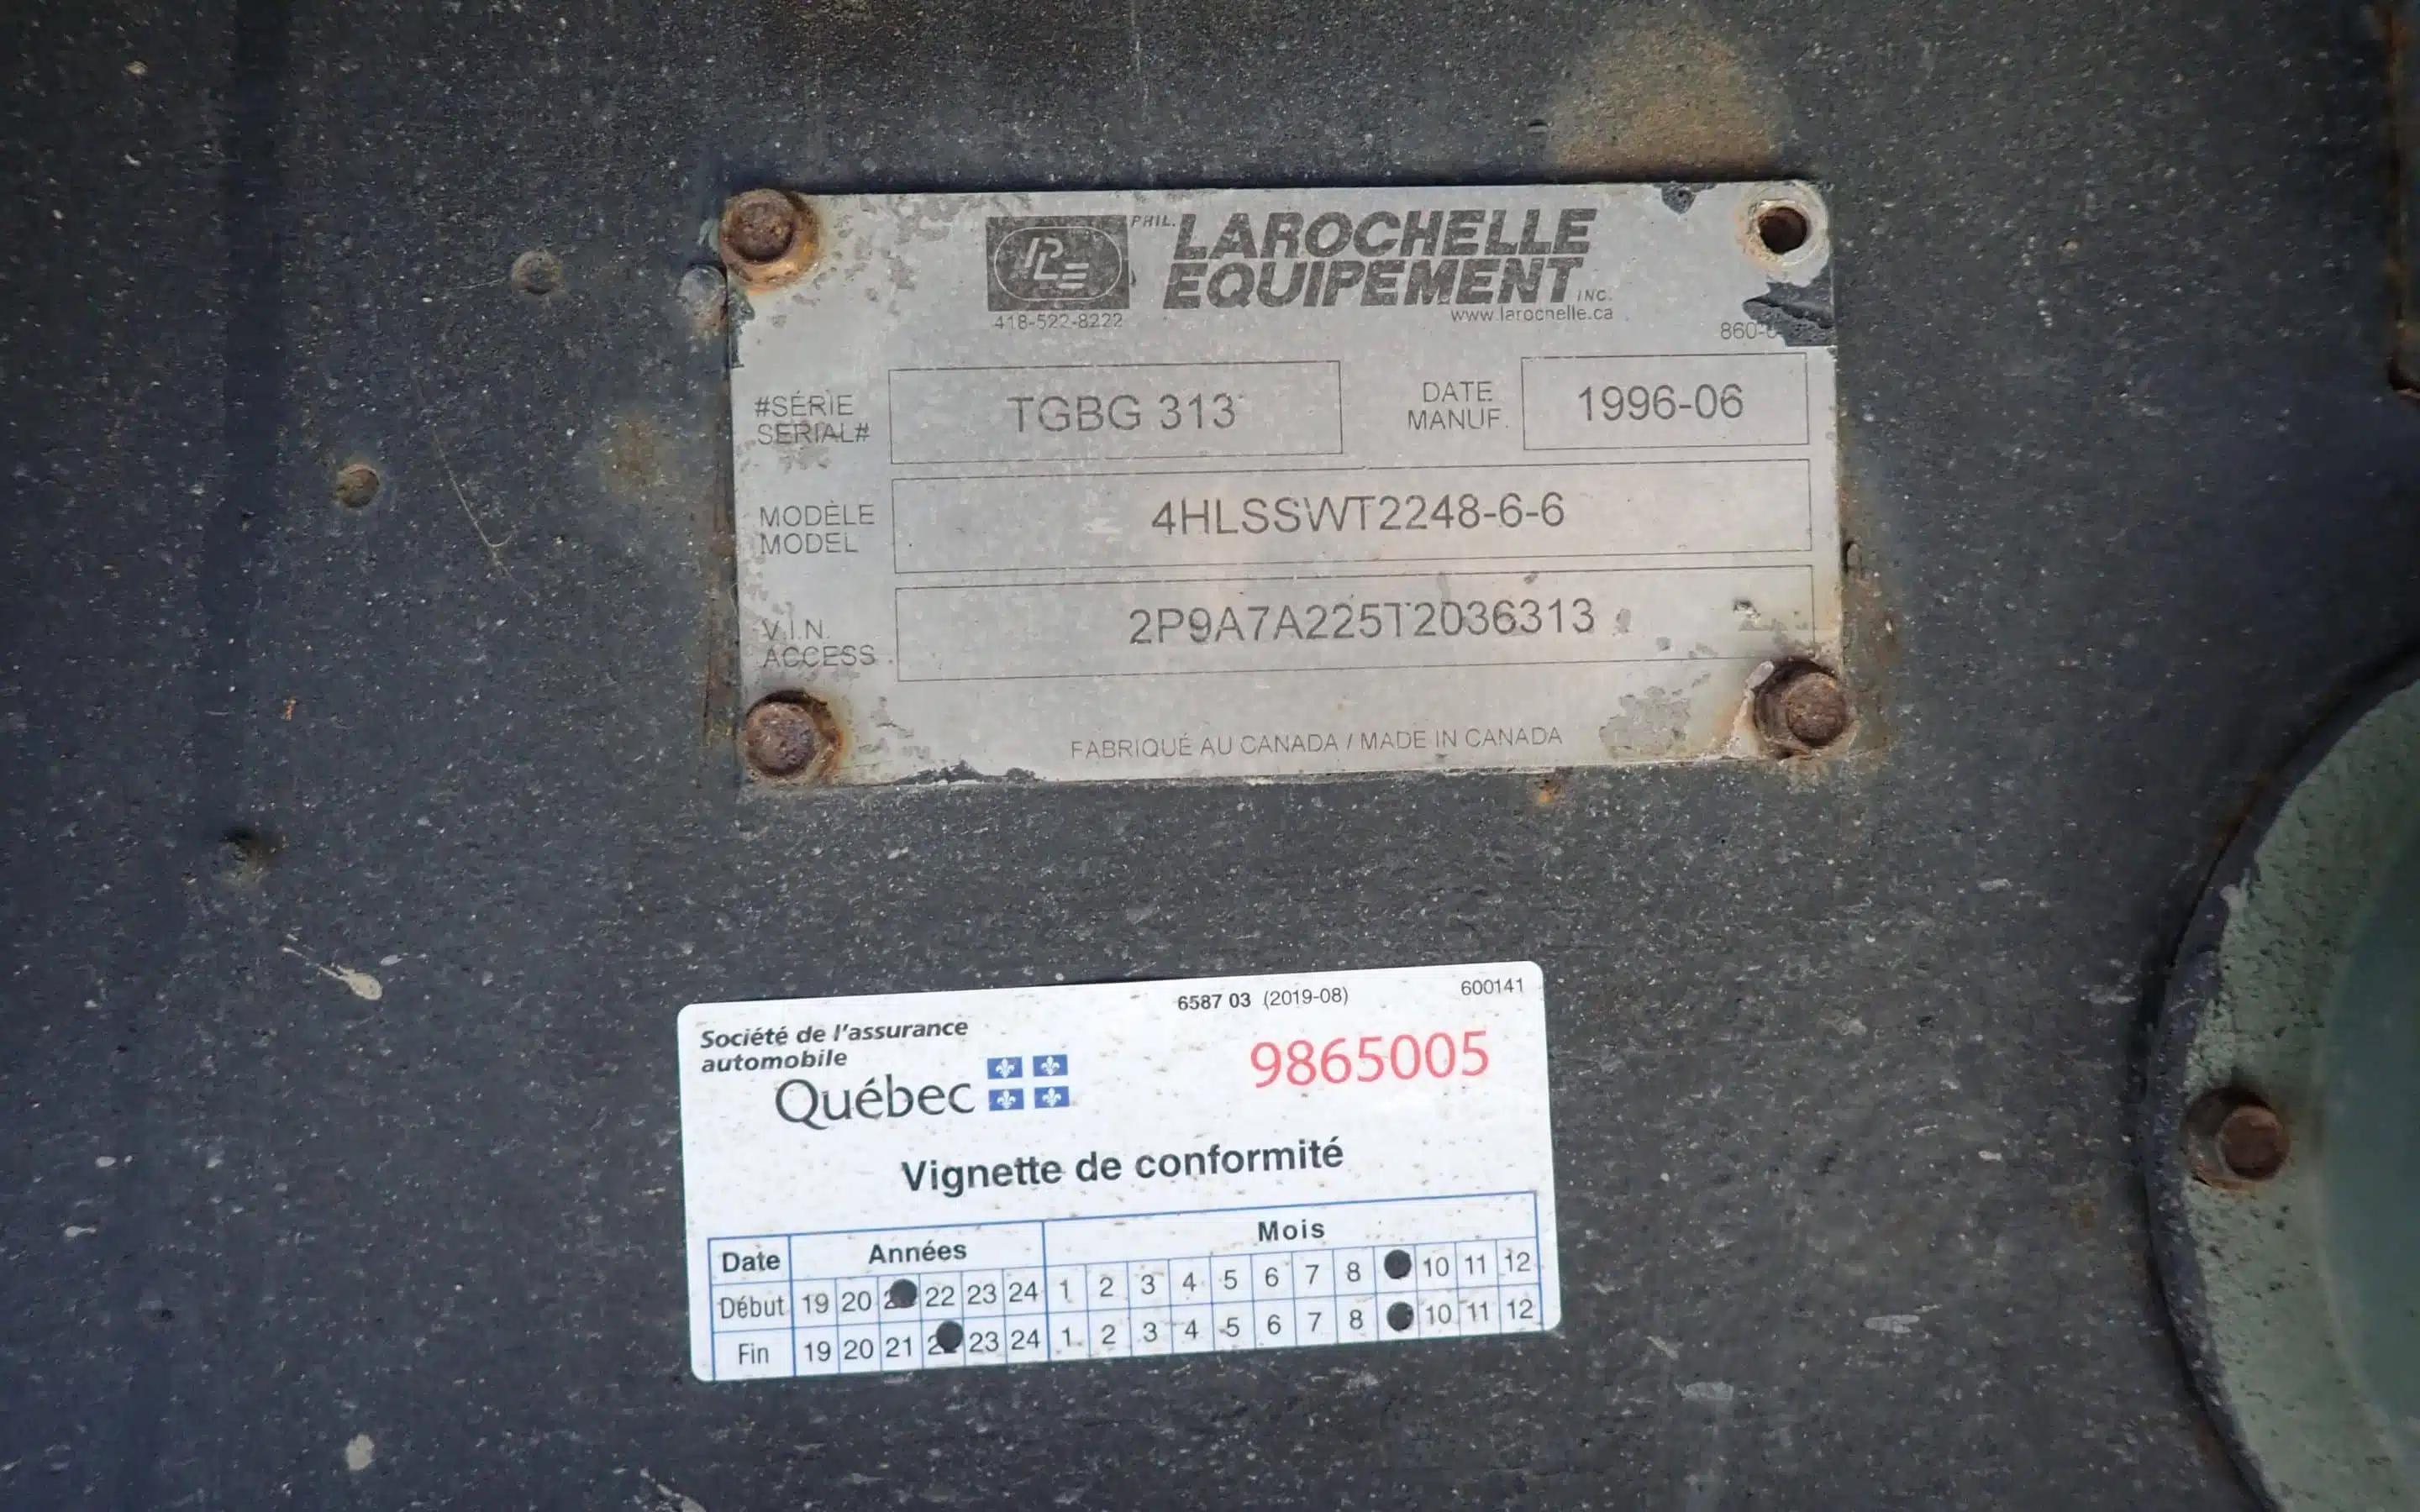 PHIL. LAROCHELLE
EQUIPEMENT INC.
PLE
418-522-8222
www.larochelle.ca
#SÉRIE
SERIAL#
TGBG 313
DATE
MANUF.
1996-06
MODÈLE
MODEL
4HLSSWT2248-6-6
V.I.N.
ACCESS.
2P9A7A225T2036313
FABRIQUÉ AU CANADA / MADE IN CANADA
6587 03 (2019-08) 600141
Société de l'assurance
automobile
Québec
9865005
Vignette de conformité
Date Années Mois
Début 19 20 22 23 24 1 2 3 4 5 6 7 8 10 11 12
Fin 19 20 21 23 24 1 2 3 4 5 6 7 8 10 11 12